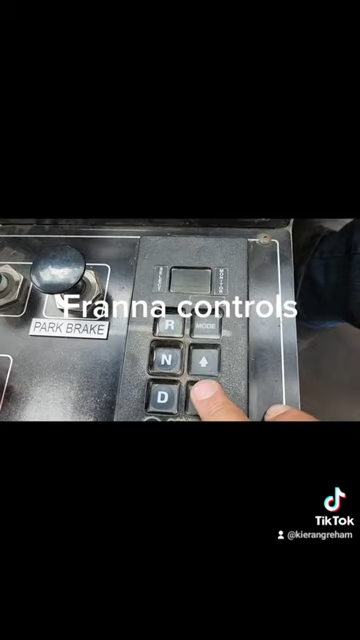 Franna controls
PARK BRAKE
R
MODE
N
D
TikTok
@kierangreham